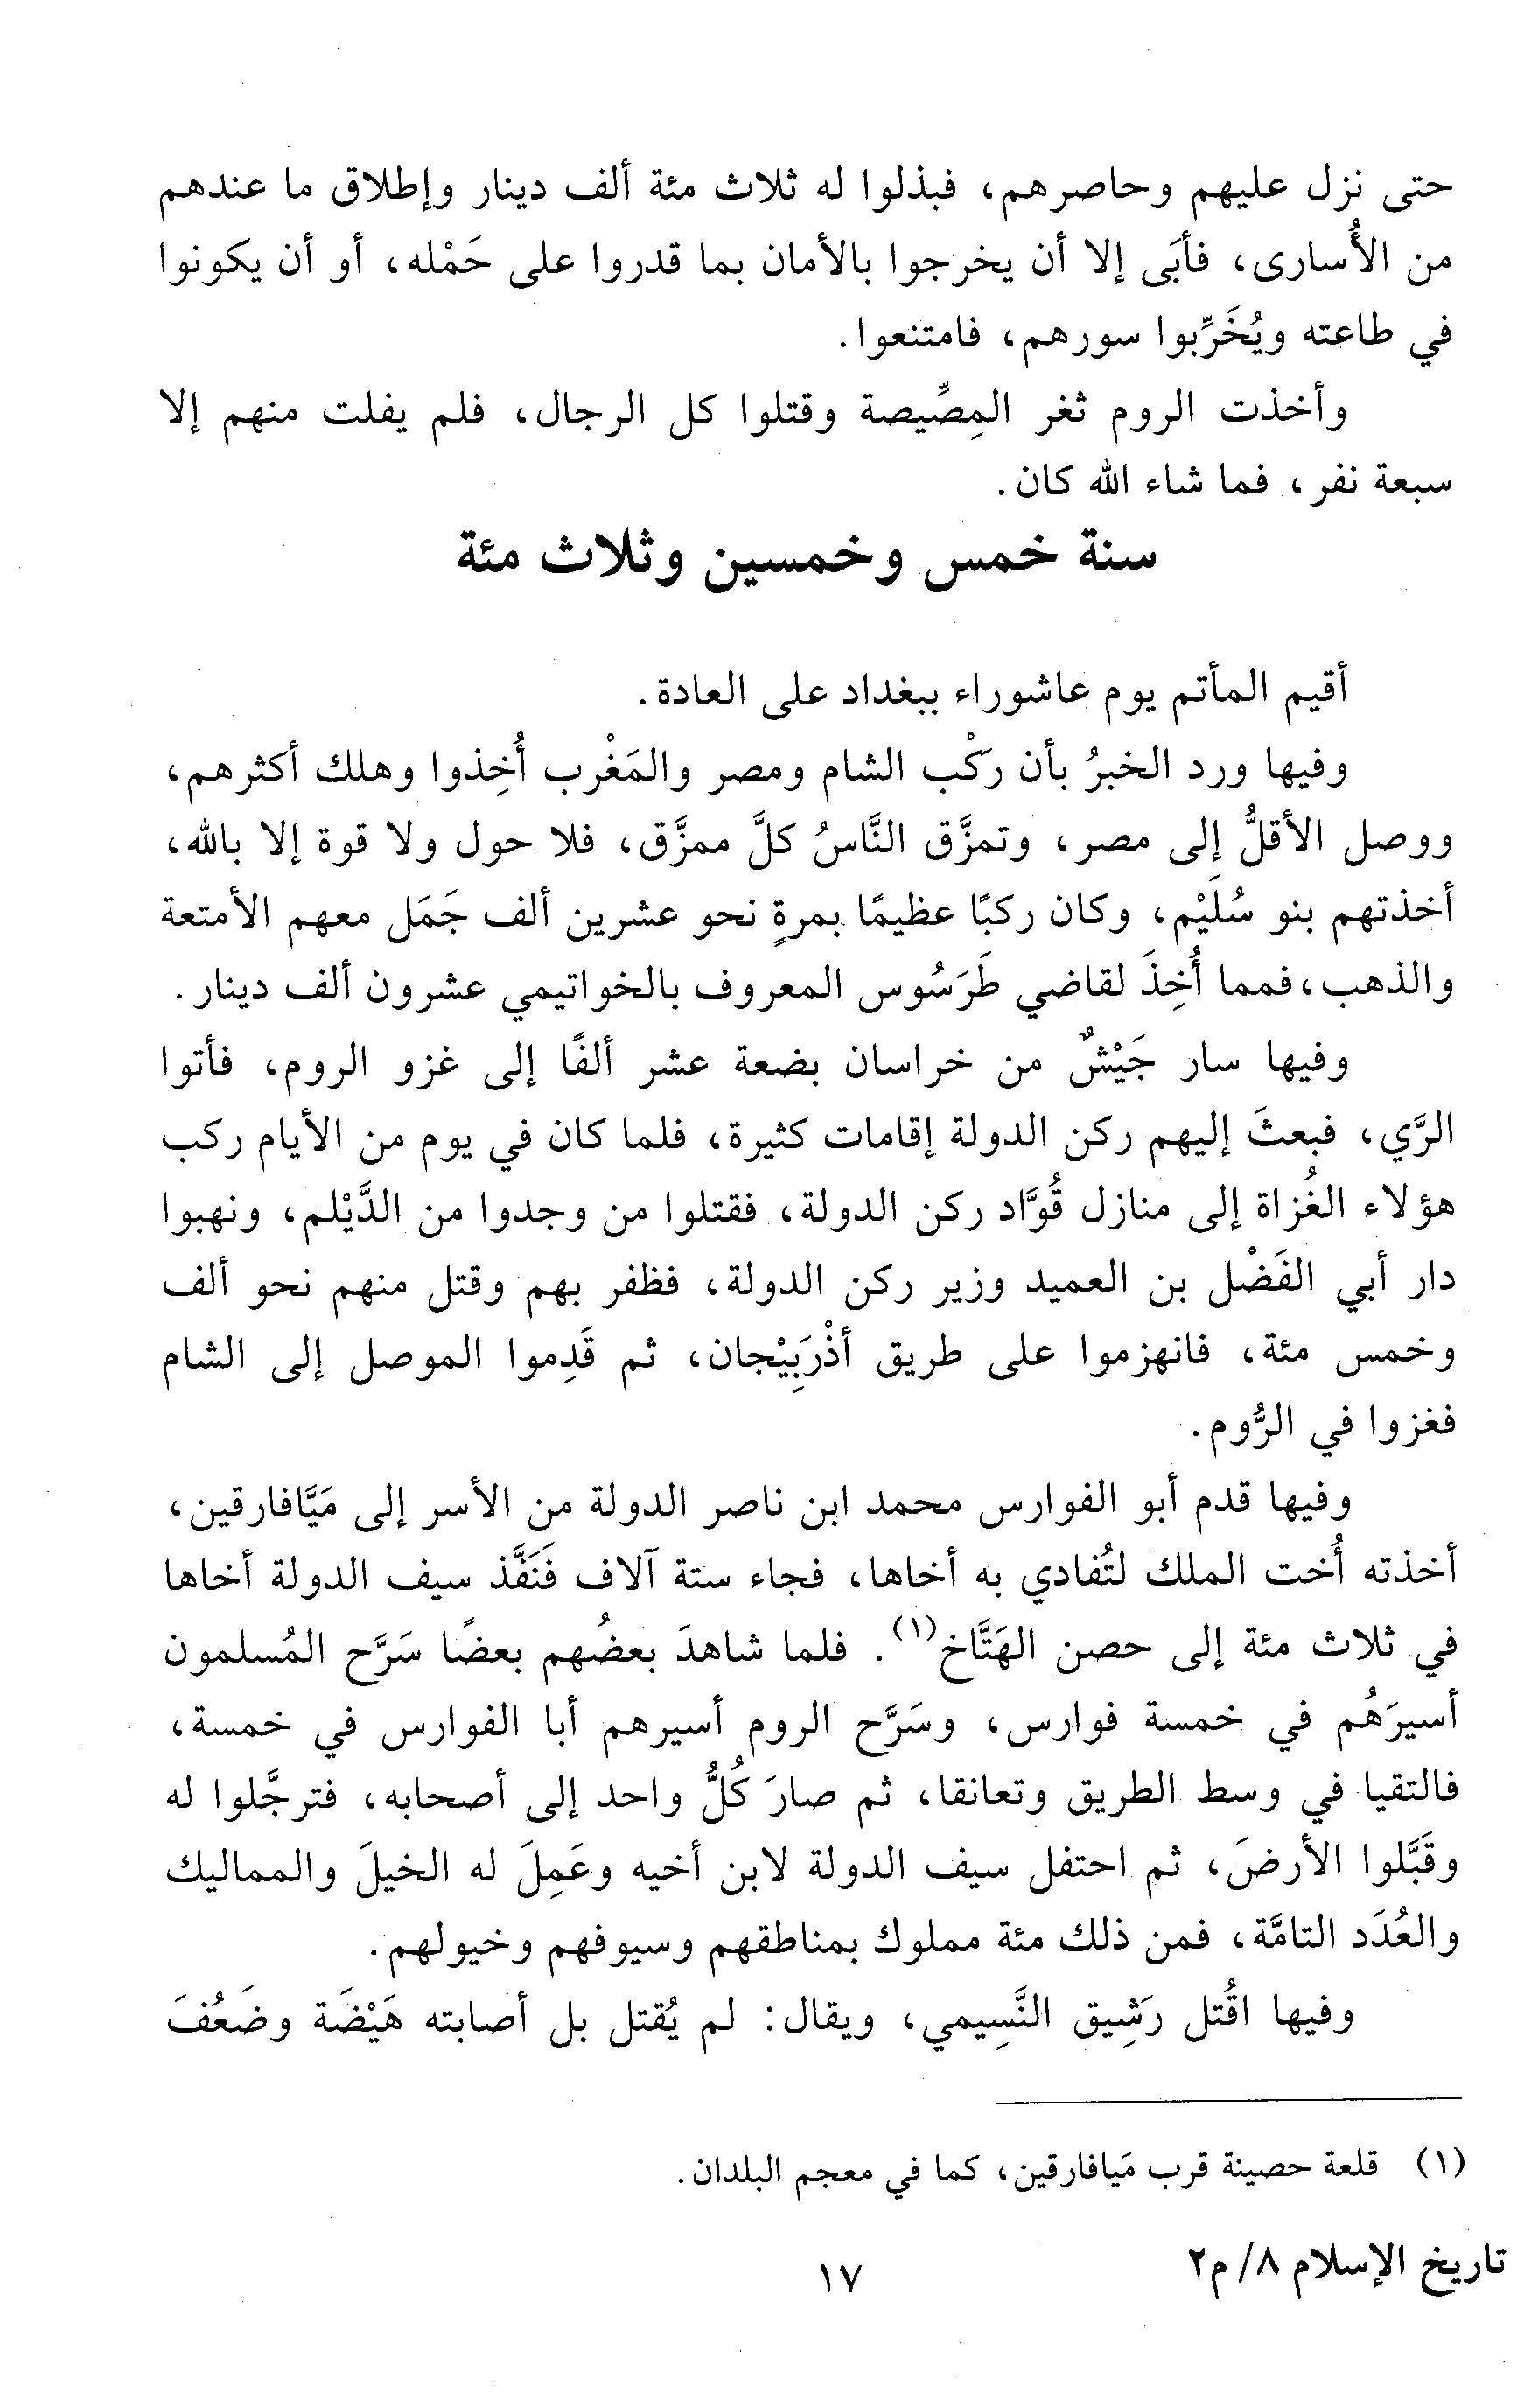 حتى نزل عليهم وحاصرهم، فبذلوا له ثلاث مئة ألف دينار وإطلاق ما عندهم
من الأُسارى، فأبَى إلا أن يخرجوا بالأمان بما قدروا على حَمْله، أو أن يكونوا
في طاعته ويُخَرِّبوا سورهم، فامتنعوا.
وأخذت الروم ثغر المِصِّيصة وقتلوا كل الرجال، فلم يفلت منهم إلا
سبعة نفر، فما شاء الله كان.
سنة خمس وخمسين وثلاث مئة
أقيم المأتم يوم عاشوراء ببغداد على العادة.
وفيها ورد الخبرُ بأن رَكْب الشام ومصر والمَغْرب أُخِذوا وهلك أكثرهم،
ووصل الأقلُّ إلى مصر، وتمزَّق النَّاسُ كلَّ ممزَّق، فلا حول ولا قوة إلا بالله،
أخذتهم بنو سُلَيْم، وكان ركبًا عظيمًا بمرةٍ نحو عشرين ألف جَمَل معهم الأمتعة
والذهب، فمما أُخِذَ لقاضي طَرَسُوس المعروف بالخواتيمي عشرون ألف دينار.
وفيها سار جَيْشٌ من خراسان بضعة عشر ألفًا إلى غزو الروم، فأتوا
الرَّي، فبعثَ إليهم ركن الدولة إقامات كثيرة، فلما كان في يوم من الأيام ركب
هؤلاء الغُزاة إلى منازل قُوَّاد ركن الدولة، فقتلوا من وجدوا من الدَّيْلم، ونهبوا
دار أبي الفَضْل بن العميد وزير ركن الدولة، فظفر بهم وقتل منهم نحو ألف
وخمس مئة، فانهزموا على طريق أذْرَبِيْجان، ثم قَدِموا الموصل إلى الشام
فغزوا في الرُّوم.
وفيها قدم أبو الفوارس محمد ابن ناصر الدولة من الأسر إلى مَيَّافارقين،
أخذته أُخت الملك لتُفادي به أخاها، فجاء ستة آلاف فَنَفَّذ سيف الدولة أخاها
في ثلاث مئة إلى حصن الهَتَّاخ(١). فلما شاهدَ بعضُهم بعضًا سَرَّح المُسلمون
أسيرَهُم في خمسة فوارس، وسَرَّح الروم أسيرهم أبا الفوارس في خمسة،
فالتقيا في وسط الطريق وتعانقا، ثم صارَ كُلُّ واحد إلى أصحابه، فترجَّلوا له
وقَبَّلوا الأرضَ، ثم احتفل سيف الدولة لابن أخيه وعَمِلَ له الخيلَ والمماليك
والعُدَد التامَّة، فمن ذلك مئة مملوك بمناطقهم وسيوفهم وخيولهم.
وفيها اقُتل رَشِيق النَّسِيمي، ويقال: لم يُقتل بل أصابته هَيْضَة وضَعُفَ
(١) قلعة حصينة قرب مَيافارقين، كما في معجم البلدان.
تاريخ الإسلام ٨/ م٢
١٧